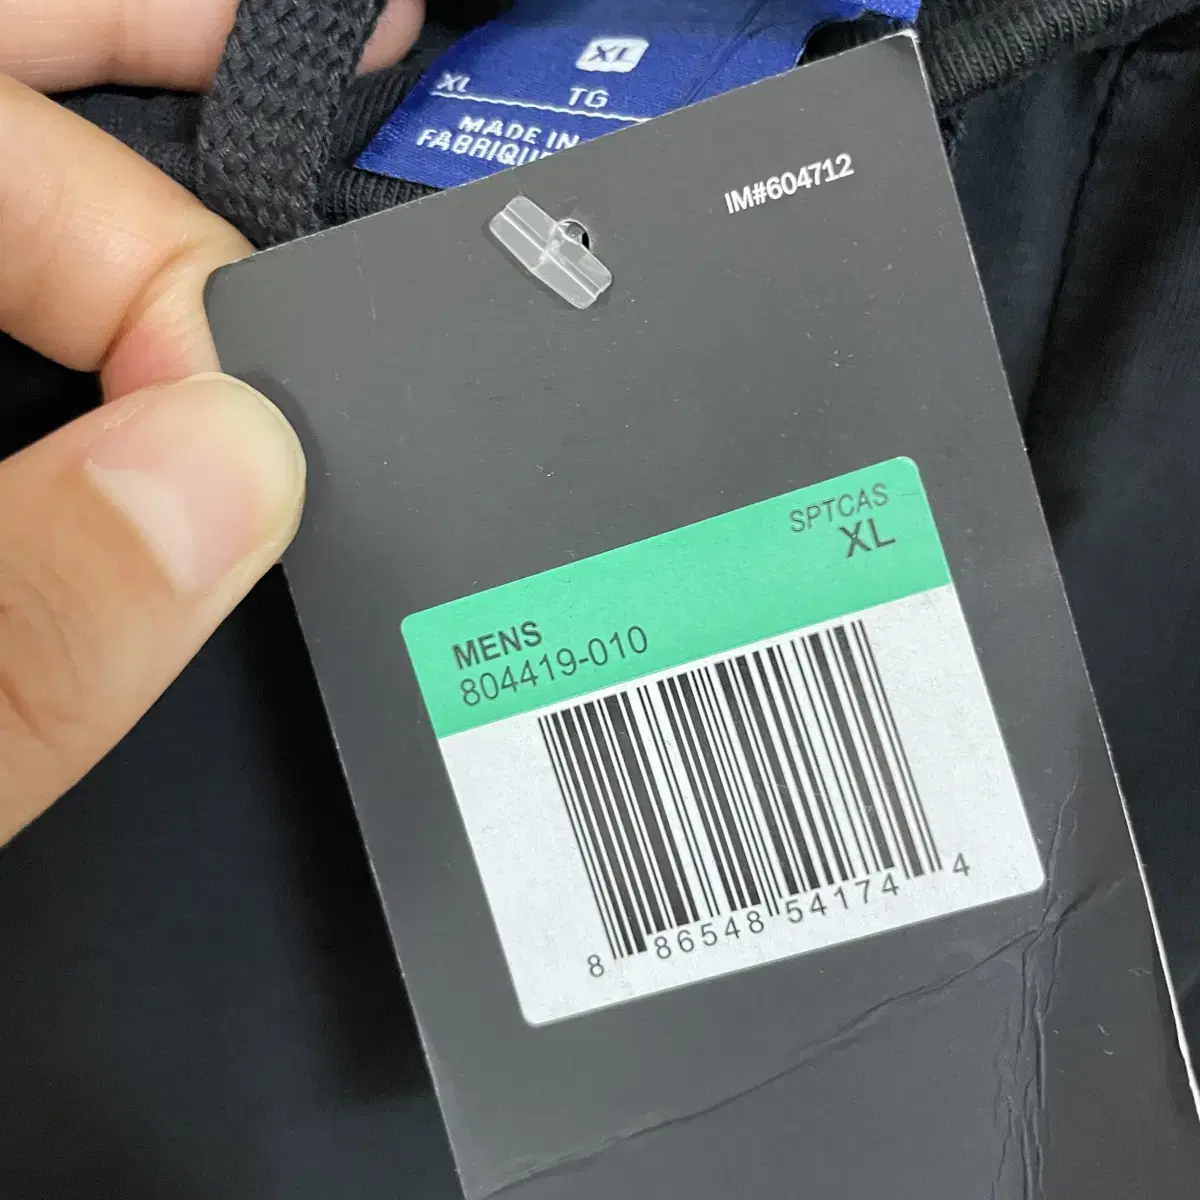 XL
XL TG
MADE IN
FABRIQUE
IM#604712
SPTCAS
XL
MENS
804419-010
8 86548 54174 4